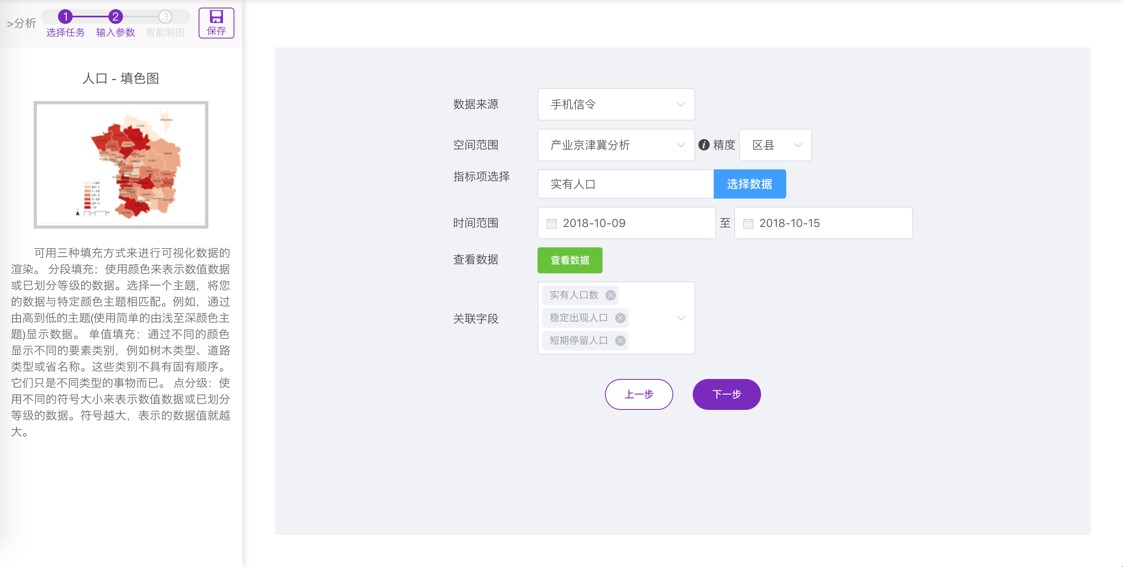 >分析
1
2
3
选择任务
输入参数
智能制图
保存
人口 - 填色图
可用三种填充方式来进行可视化数据的
渲染。 分段填充：使用颜色来表示数值数据
或已划分等级的数据。选择一个主题，将您
的数据与特定颜色主题相匹配。例如，通过
由高到低的主题(使用简单的由浅至深颜色主
题)显示数据。 单值填充：通过不同的颜色
显示不同的要素类别，例如树木类型、道路
类型或省名称。这些类别不具有固有顺序。
它们只是不同类型的事物而已。 点分级：使
用不同的符号大小来表示数值数据或已划分
等级的数据。符号越大，表示的数据值就越
大。
数据来源
手机信令
空间范围
产业京津冀分析
精度
区县
指标项选择
实有人口
选择数据
时间范围
2018-10-09
至
2018-10-15
查看数据
查看数据
关联字段
实有人口数
稳定出现人口
短期停留人口
上一步
下一步